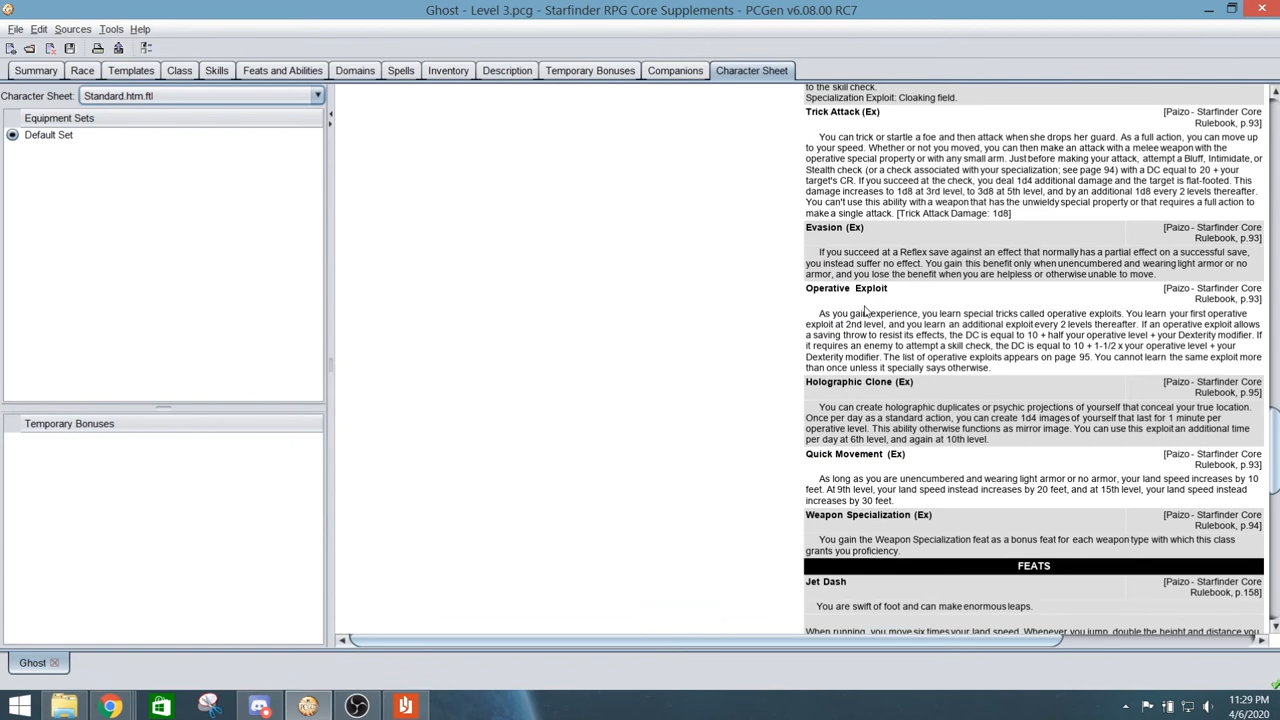 Ghost - Level 3.pcg - Starfinder RPG Core Supplements - PCGen v6.08.00 RC7
File Edit Sources Tools Help
Summary Race Templates Class Skills Feats and Abilities Domains Spells Inventory Description Temporary Bonuses Companions Character Sheet
Character Sheet: Standard.htm.ftl
Equipment Sets
Default Set
Temporary Bonuses
to the skill check.
Specialization Exploit: Cloaking field.
Trick Attack (Ex) [Paizo - Starfinder Core
Rulebook, p.93]
You can trick or startle a foe and then attack when she drops her guard. As a full action, you can move up
to your speed. Whether or not you moved, you can then make an attack with a melee weapon with the
operative special property or with any small arm. Just before making your attack, attempt a Bluff, Intimidate, or
Stealth check (or a check associated with your specialization; see page 94) with a DC equal to 20 + your
target's CR. If you succeed at the check, you deal 1d4 additional damage and the target is flat-footed. This
damage increases to 1d8 at 3rd level, to 3d8 at 5th level, and by an additional 1d8 every 2 levels thereafter.
You can't use this ability with a weapon that has the unwieldy special property or that requires a full action to
make a single attack. [Trick Attack Damage: 1d8]
Evasion (Ex) [Paizo - Starfinder Core
Rulebook, p.93]
If you succeed at a Reflex save against an effect that normally has a partial effect on a successful save,
you instead suffer no effect. You gain this benefit only when unencumbered and wearing light armor or no
armor, and you lose the benefit when you are helpless or otherwise unable to move.
Operative Exploit [Paizo - Starfinder Core
Rulebook, p.93]
As you gain experience, you learn special tricks called operative exploits. You learn your first operative
exploit at 2nd level, and you learn an additional exploit every 2 levels thereafter. If an operative exploit allows
a saving throw to resist its effects, the DC is equal to 10 + half your operative level + your Dexterity modifier. If
it requires an enemy to attempt a skill check, the DC is equal to 10 + 1-1/2 x your operative level + your
Dexterity modifier. The list of operative exploits appears on page 95. You cannot learn the same exploit more
than once unless it specially says otherwise.
Holographic Clone (Ex) [Paizo - Starfinder Core
Rulebook, p.95]
You can create holographic duplicates or psychic projections of yourself that conceal your true location.
Once per day as a standard action, you can create 1d4 images of yourself that last for 1 minute per
operative level. This ability otherwise functions as mirror image. You can use this exploit an additional time
per day at 6th level, and again at 10th level.
Quick Movement (Ex) [Paizo - Starfinder Core
Rulebook, p.93]
As long as you are unencumbered and wearing light armor or no armor, your land speed increases by 10
feet. At 9th level, your land speed instead increases by 20 feet, and at 15th level, your land speed instead
increases by 30 feet.
Weapon Specialization (Ex) [Paizo - Starfinder Core
Rulebook, p.94]
You gain the Weapon Specialization feat as a bonus feat for each weapon type with which this class
grants you proficiency.
FEATS
Jet Dash [Paizo - Starfinder Core
Rulebook, p.158]
You are swift of foot and can make enormous leaps.
When running, you move six times your land speed. Whenever you jump, double the height and distance you
Ghost
11:29 PM
4/6/2020